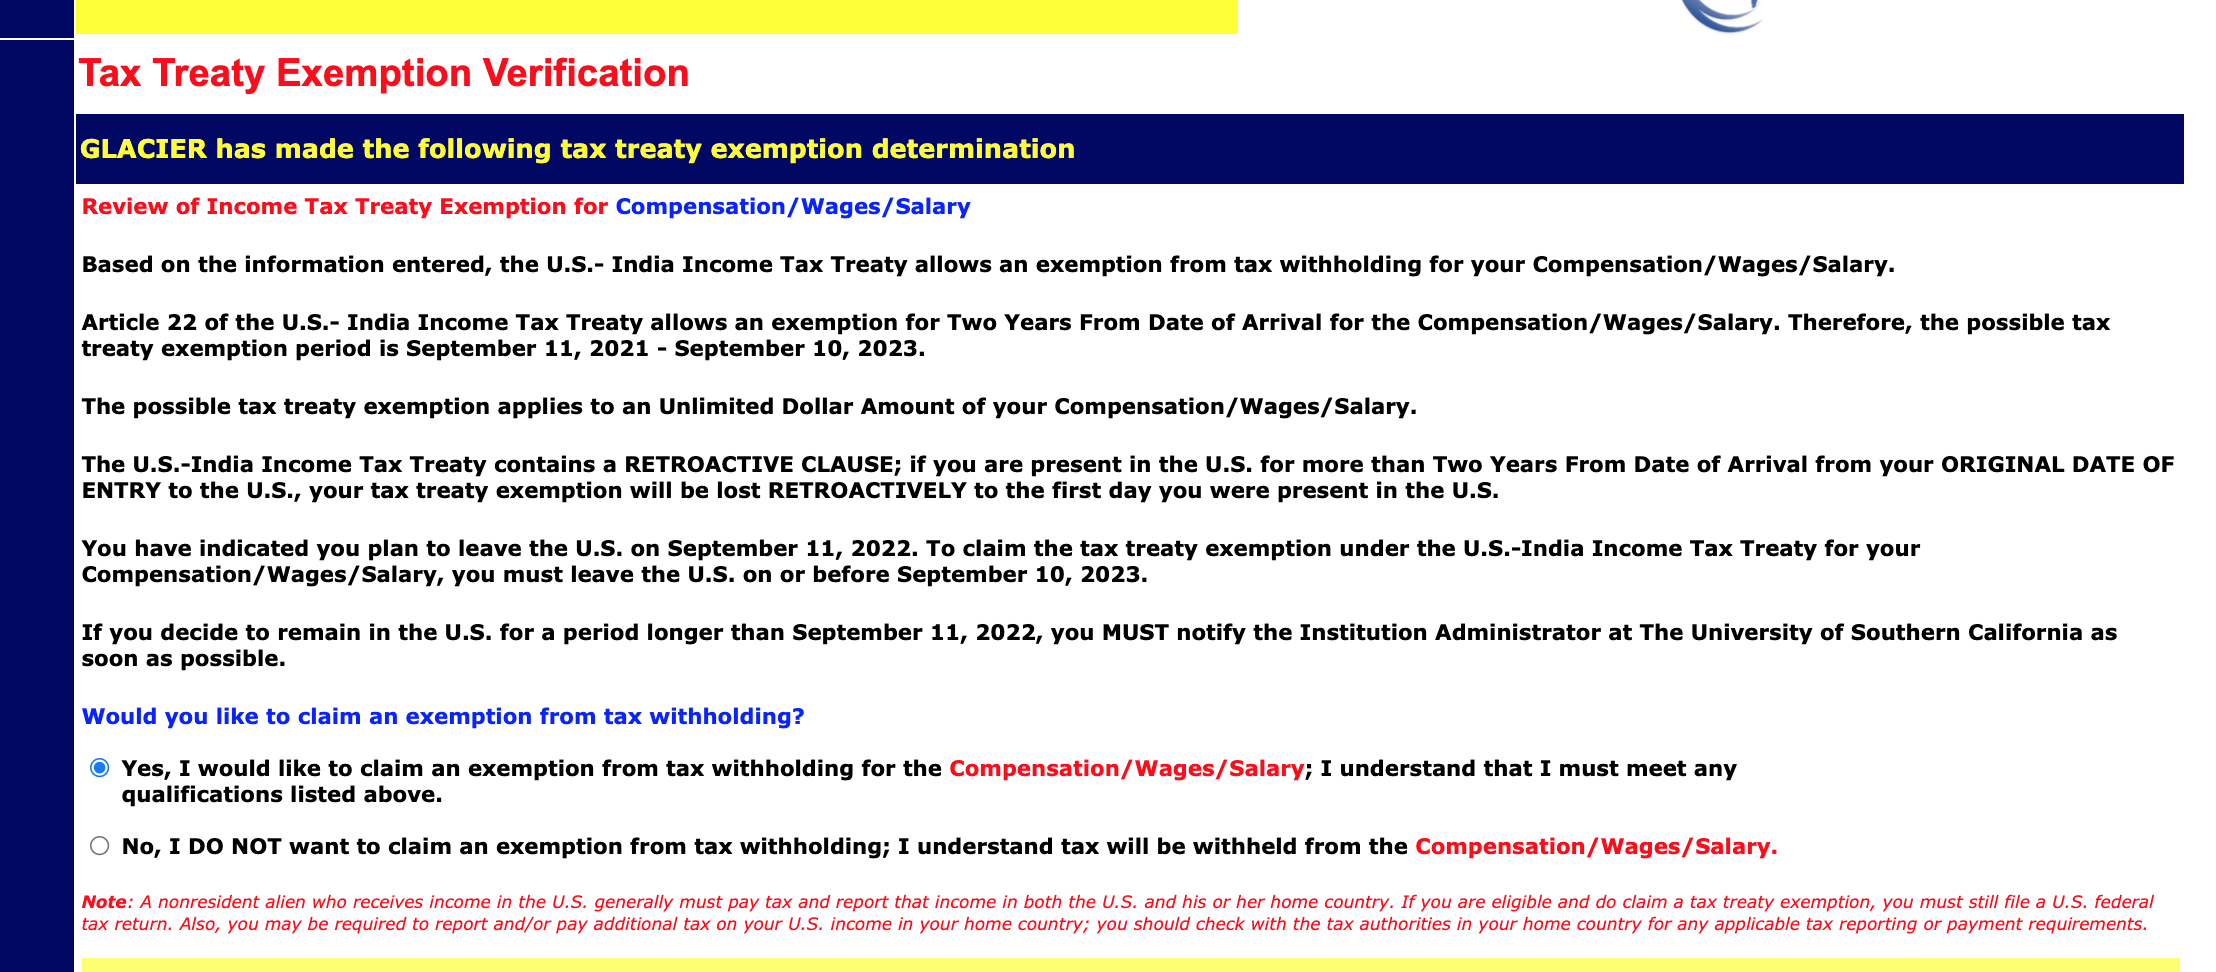 Tax Treaty Exemption Verification
GLACIER has made the following tax treaty exemption determination
Review of Income Tax Treaty Exemption for Compensation/Wages/Salary
Based on the information entered, the U.S.- India Income Tax Treaty allows an exemption from tax withholding for your Compensation/Wages/Salary.
Article 22 of the U.S.- India Income Tax Treaty allows an exemption for Two Years From Date of Arrival for the Compensation/Wages/Salary. Therefore, the possible tax
treaty exemption period is September 11, 2021 - September 10, 2023.
The possible tax treaty exemption applies to an Unlimited Dollar Amount of your Compensation/Wages/Salary.
The U.S.-India Income Tax Treaty contains a RETROACTIVE CLAUSE; if you are present in the U.S. for more than Two Years From Date of Arrival from your ORIGINAL DATE OF
ENTRY to the U.S., your tax treaty exemption will be lost RETROACTIVELY to the first day you were present in the U.S.
You have indicated you plan to leave the U.S. on September 11, 2022. To claim the tax treaty exemption under the U.S.-India Income Tax Treaty for your
Compensation/Wages/Salary, you must leave the U.S. on or before September 10, 2023.
If you decide to remain in the U.S. for a period longer than September 11, 2022, you MUST notify the Institution Administrator at The University of Southern California as
soon as possible.
Would you like to claim an exemption from tax withholding?
Yes, I would like to claim an exemption from tax withholding for the Compensation/Wages/Salary; I understand that I must meet any
qualifications listed above.
No, I DO NOT want to claim an exemption from tax withholding; I understand tax will be withheld from the Compensation/Wages/Salary.
Note: A nonresident alien who receives income in the U.S. generally must pay tax and report that income in both the U.S. and his or her home country. If you are eligible and do claim a tax treaty exemption, you must still file a U.S. federal
tax return. Also, you may be required to report and/or pay additional tax on your U.S. income in your home country; you should check with the tax authorities in your home country for any applicable tax reporting or payment requirements.